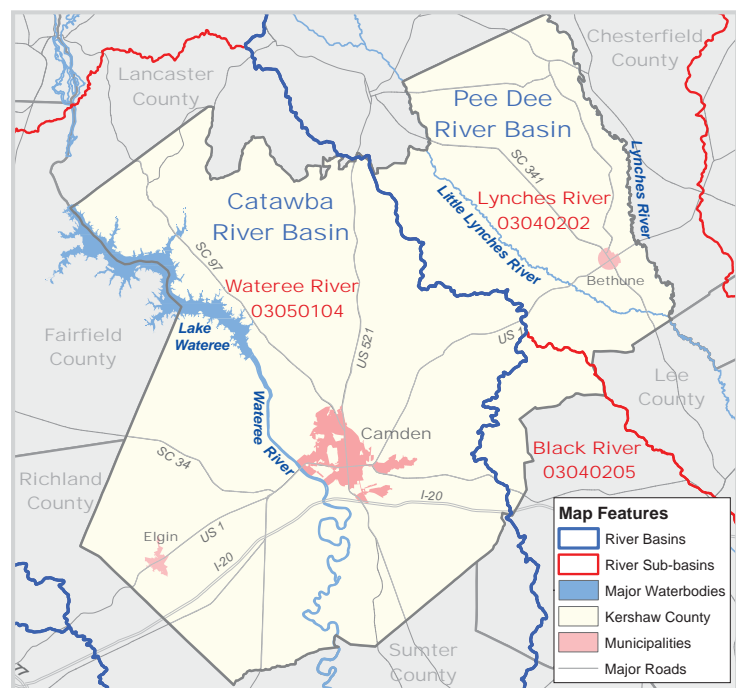 Chesterfield
County
Lancaster
County
Pee Dee
River Basin
SC 341
Lynches River
Lynches River
03040202
Little Lynches River
Catawba
River Basin
Bethune
SC 97
Wateree River
03050104
Lake
Wateree
US 521
US 1
Fairfield
County
Lee
County
Wateree River
Camden
Black River
03040205
SC 34
Richland
County
I-20
Elgin
US 1
I-20
Sumter
County
Map Features
River Basins
River Sub-basins
Major Waterbodies
Kershaw County
Municipalities
Major Roads